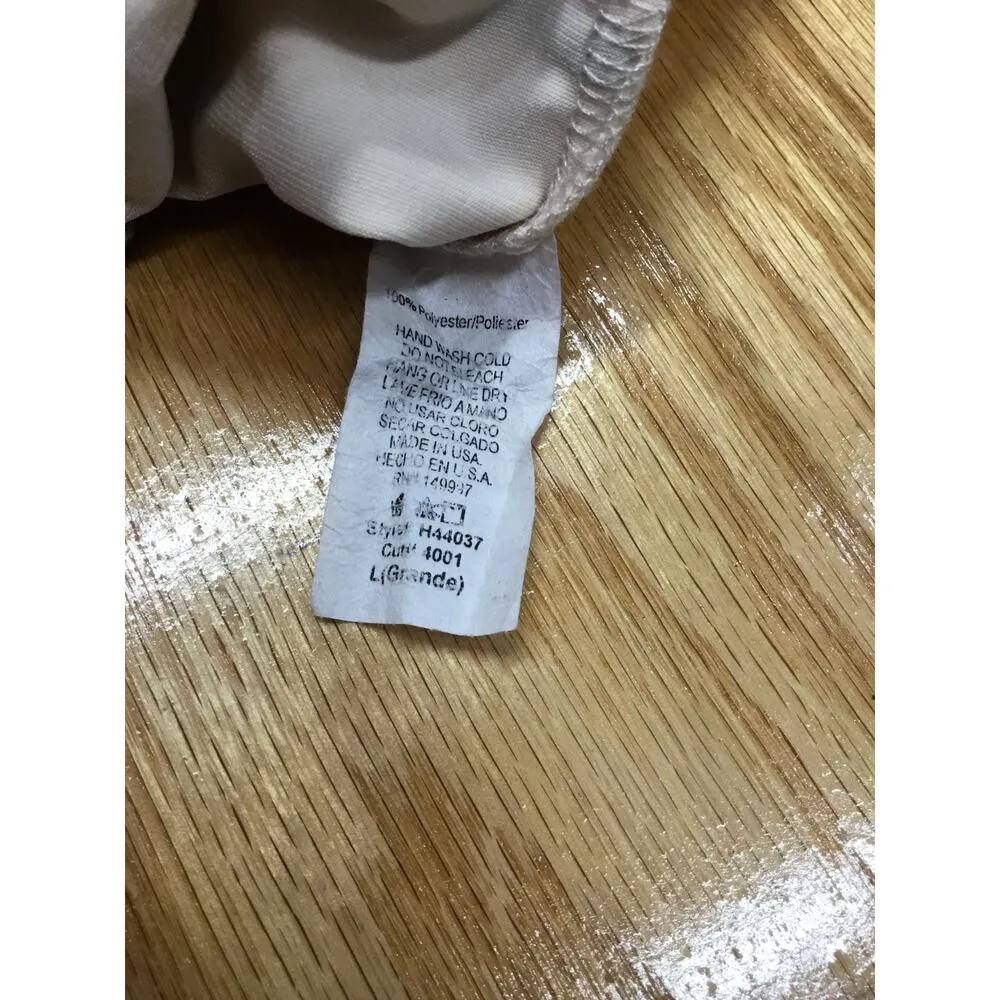 100% Polyester/Poliester
HAND WASH COLD
DO NOT BLEACH
HANG OR LINE DRY
LAVE FRIO A MANO
NO USAR CLORO
SECAR COLGADO
MADE IN USA.
HECHO EN U.S.A.
Style# H44037
Cut# 4001
L(Grande)